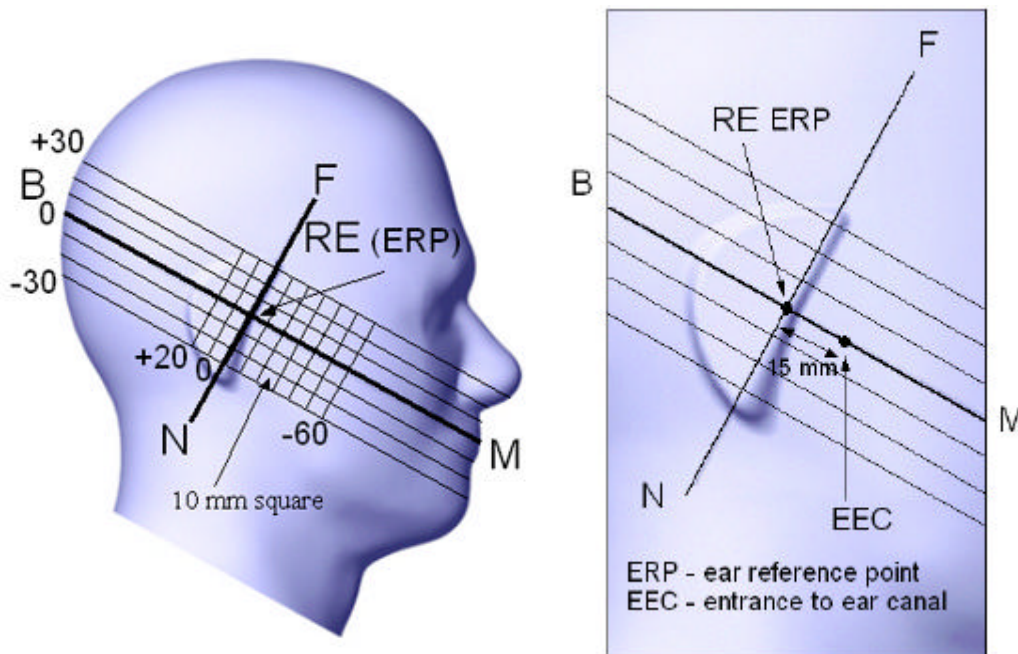 +30
B
0
-30
F
RE (ERP)
+20
0
N
-60
M
10 mm square
F
RE ERP
B
15 mm
M
N
EEC
ERP - ear reference point
EEC - entrance to ear canal